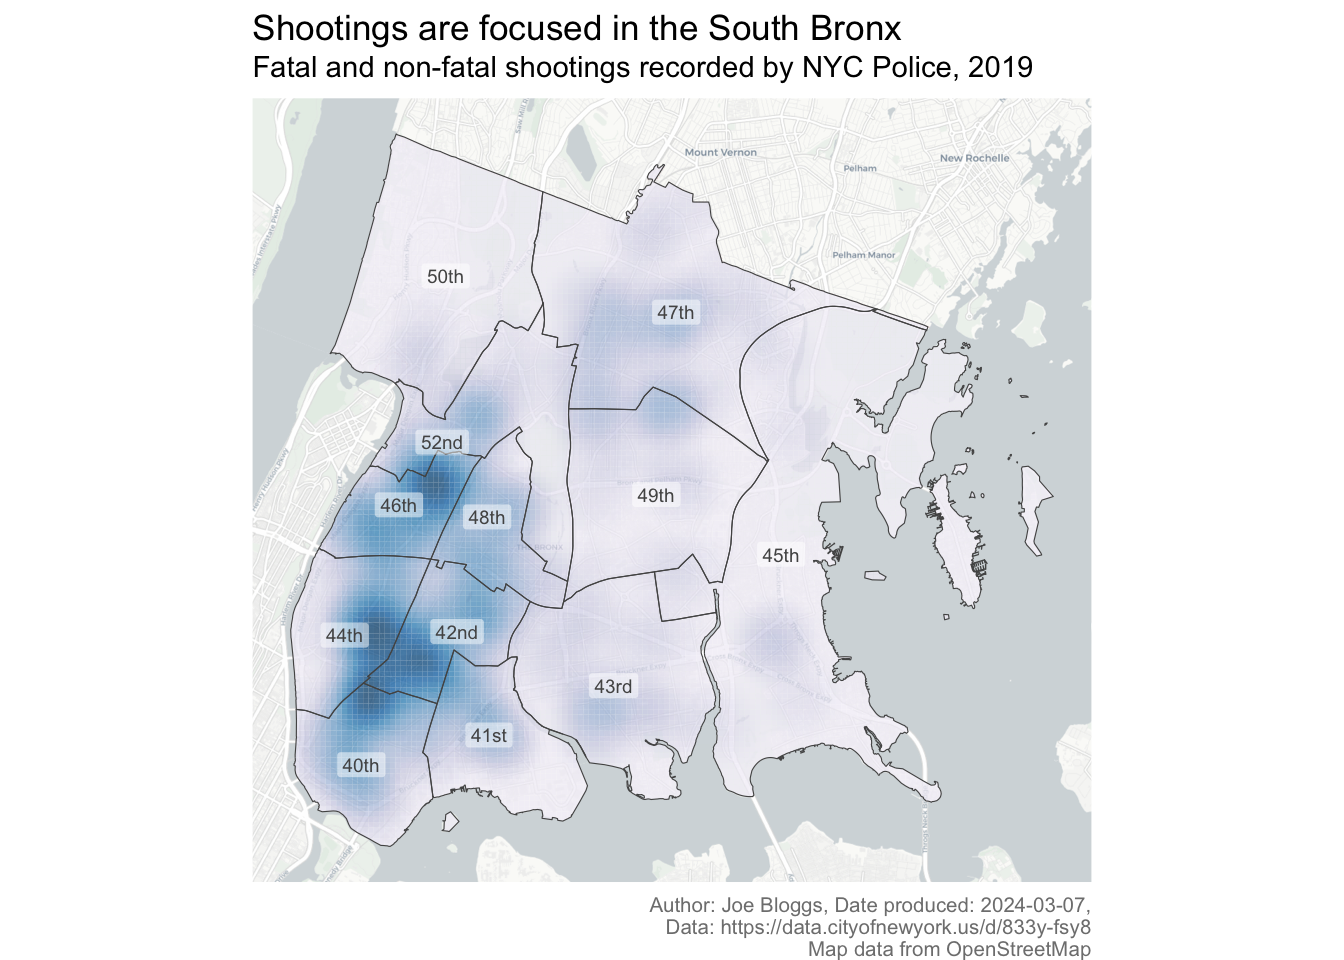 Shootings are focused in the South Bronx
Fatal and non-fatal shootings recorded by NYC Police, 2019
Mount Vernon
New Rochelle
Pelham
Pelham Manor
50th
47th
52nd
46th
48th
49th
THE BRONX
45th
44th
42nd
43rd
41st
40th
Author: Joe Bloggs, Date produced: 2024-03-07,
Data: https://data.cityofnewyork.us/d/833y-fsy8
Map data from OpenStreetMap